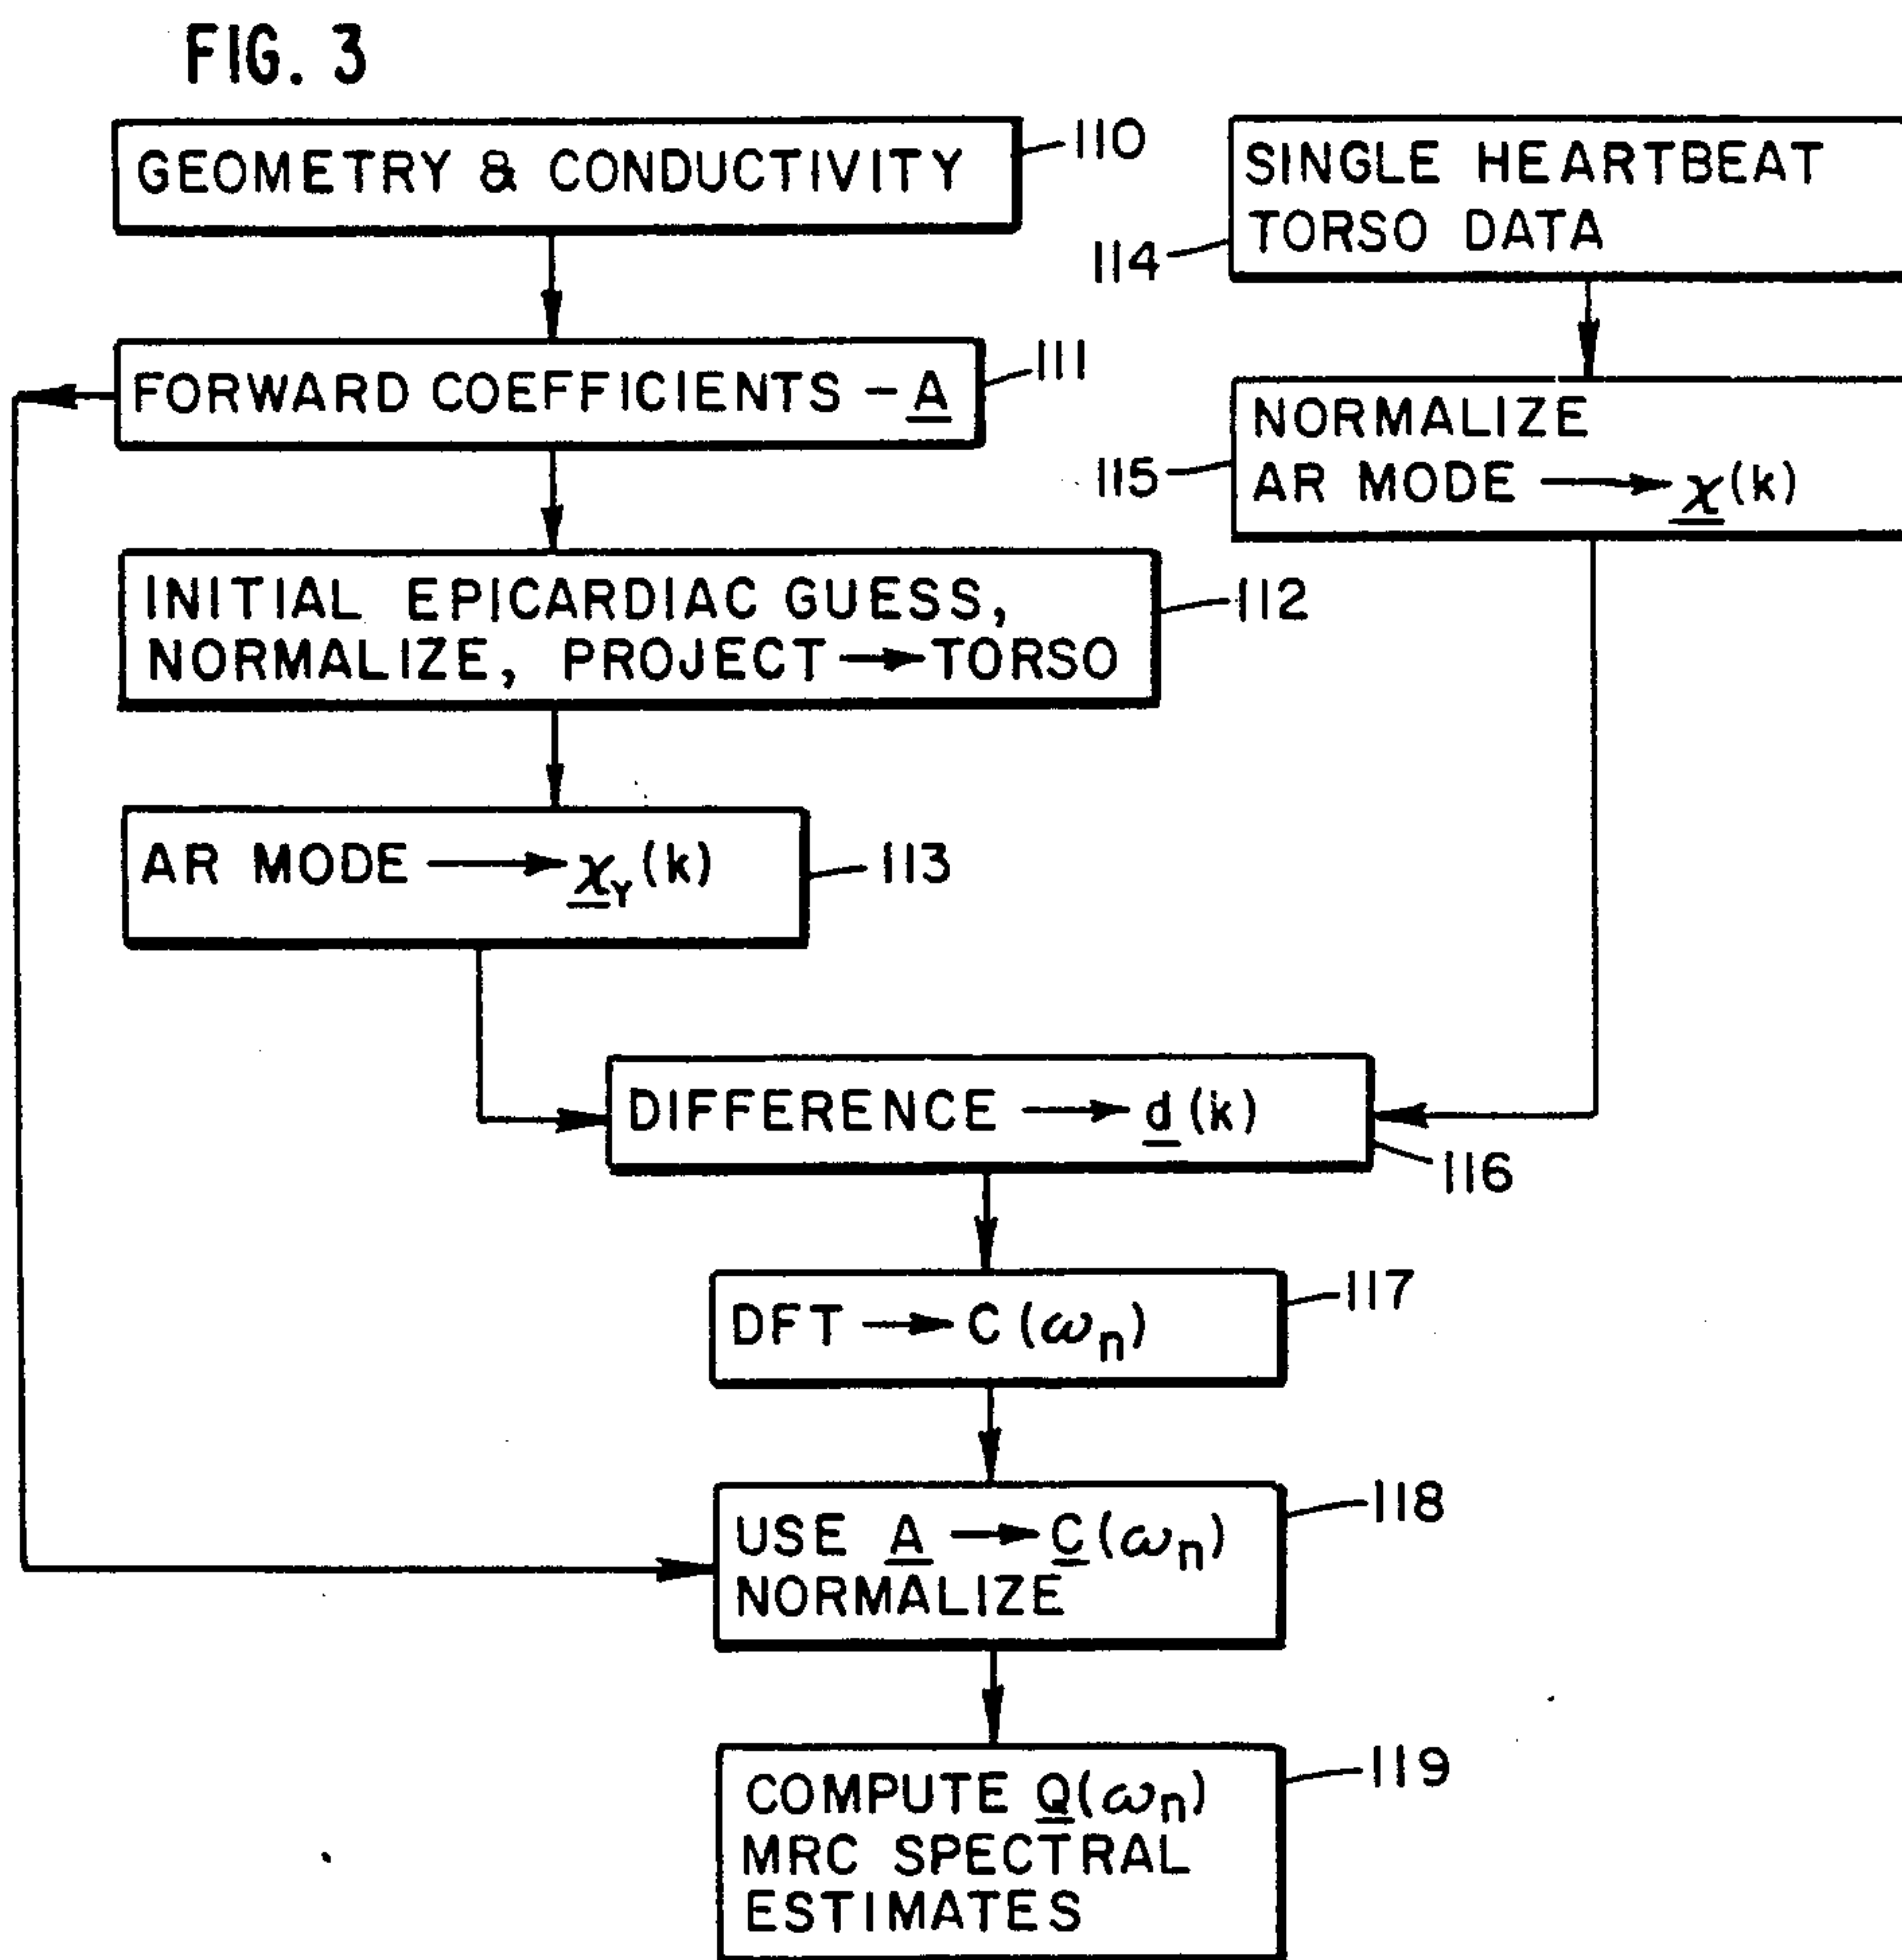 FIG. 3
GEOMETRY & CONDUCTIVITY
110
FORWARD COEFFICIENTS - A
111
INITIAL EPICARDIAC GUESS,
NORMALIZE, PROJECT → TORSO
112
AR MODE → χY(k)
113
SINGLE HEARTBEAT
TORSO DATA
114
NORMALIZE
AR MODE → χ(k)
115
DIFFERENCE → d(k)
116
DFT → C(ωn)
117
USE A → C(ωn)
NORMALIZE
118
COMPUTE Q(ωn)
MRC SPECTRAL
ESTIMATES
119